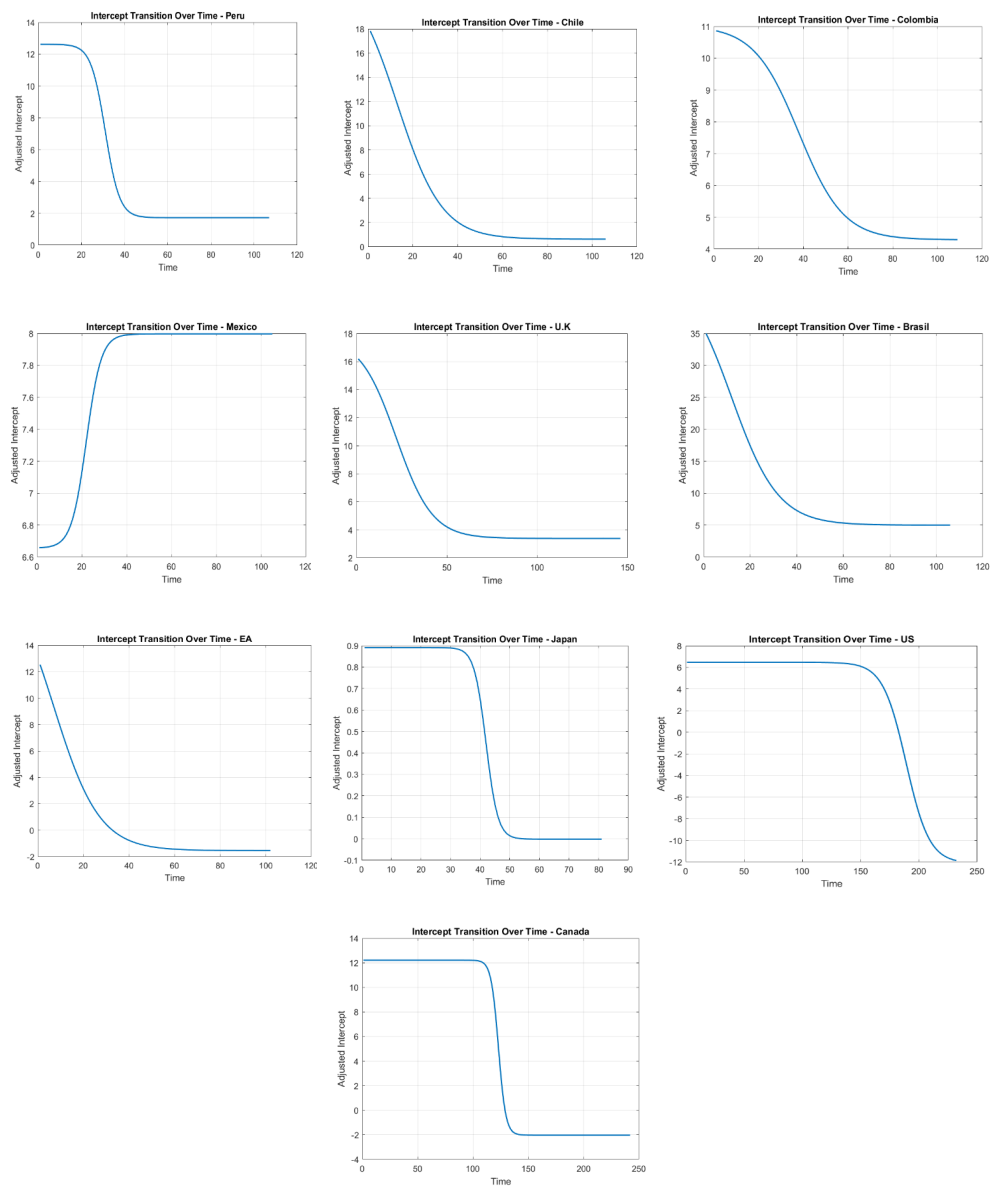 Intercept Transition Over Time - Peru
14
12
10
8
6
4
2
0
Adjusted Intercept
0 20 40 60 80 100 120
Time
Intercept Transition Over Time - Chile
18
16
14
12
10
8
6
4
2
0
Adjusted Intercept
0 20 40 60 80 100 120
Time
Intercept Transition Over Time - Colombia
11
10
9
8
7
6
5
4
Adjusted Intercept
0 20 40 60 80 100 120
Time
Intercept Transition Over Time - Mexico
8
7.8
7.6
7.4
7.2
7
6.8
6.6
Adjusted Intercept
0 20 40 60 80 100 120
Time
Intercept Transition Over Time - U.K
18
16
14
12
10
8
6
4
2
Adjusted Intercept
0 50 100 150
Time
Intercept Transition Over Time - Brasil
35
30
25
20
15
10
5
0
Adjusted Intercept
0 20 40 60 80 100 120
Time
Intercept Transition Over Time - EA
14
12
10
8
6
4
2
0
-2
Adjusted Intercept
0 20 40 60 80 100 120
Time
Intercept Transition Over Time - Japan
0.9
0.8
0.7
0.6
0.5
0.4
0.3
0.2
0.1
0
-0.1
Adjusted Intercept
0 10 20 30 40 50 60 70 80 90
Time
Intercept Transition Over Time - US
8
6
4
2
0
-2
-4
-6
-8
-10
-12
Adjusted Intercept
0 50 100 150 200 250
Time
Intercept Transition Over Time - Canada
14
12
10
8
6
4
2
0
-2
-4
Adjusted Intercept
0 50 100 150 200 250
Time